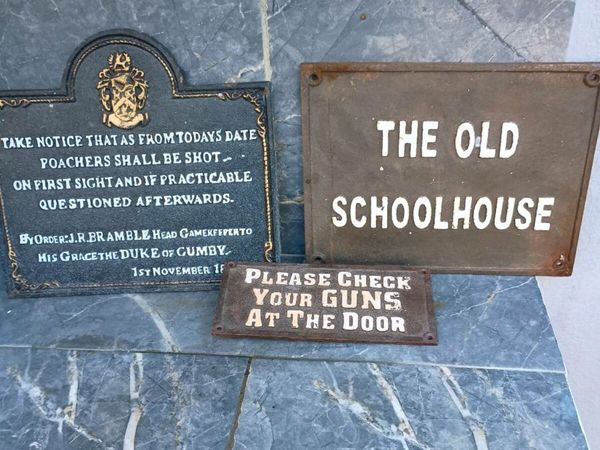 TAKE NOTICE THAT AS FROM TODAYS DATE
POACHERS SHALL BE SHOT
ON FIRST SIGHT AND IF PRACTICABLE
QUESTIONED AFTERWARDS.
BY ORDER: J.R. BRAMBLE HEAD GAMEKEEPER TO
HIS GRACE THE DUKE OF GUMBY.
1ST NOVEMBER
THE OLD
SCHOOLHOUSE
PLEASE CHECK
YOUR GUNS
AT THE DOOR